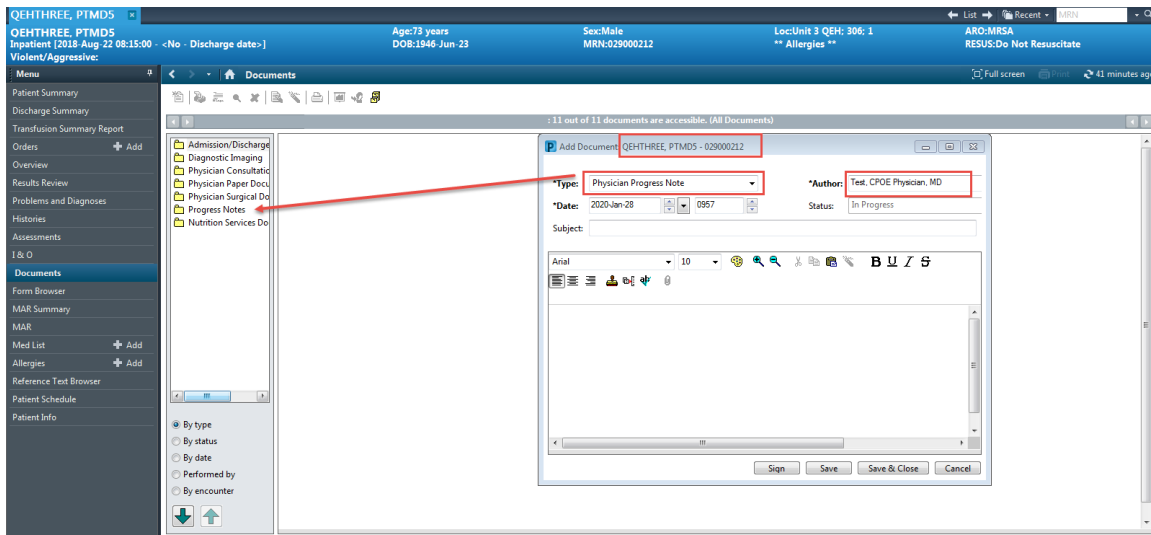 QEHTHREE, PTMD5
List
Recent
MRN
QEHTHREE, PTMD5
Age:73 years
Sex:Male
Loc:Unit 3 QEH; 306; 1
ARO:MRSA
Inpatient [2018-Aug-22 08:15:00 - <No - Discharge date>]
DOB:1946-Jun-23
MRN:029000212
** Allergies **
RESUS:Do Not Resuscitate
Violent/Aggressive:
Menu
Documents
Full screen
Print
41 minutes ago
Patient Summary
Discharge Summary
Transfusion Summary Report
Orders
Add
Overview
Results Review
Problems and Diagnoses
Histories
Assessments
I & O
Documents
Form Browser
MAR Summary
MAR
Med List
Add
Allergies
Add
Reference Text Browser
Patient Schedule
Patient Info
: 11 out of 11 documents are accessible. (All Documents)
Admission/Discharge
Diagnostic Imaging
Physician Consultatio
Physician Paper Docu
Physician Surgical Do
Progress Notes
Nutrition Services Do
By type
By status
By date
Performed by
By encounter
P Add Document: QEHTHREE, PTMD5 - 029000212
*Type:
Physician Progress Note
*Author:
Test, CPOE Physician, MD
*Date:
2020-Jan-28
0957
Status:
In Progress
Subject:
Arial
10
B U I S
Sign
Save
Save & Close
Cancel